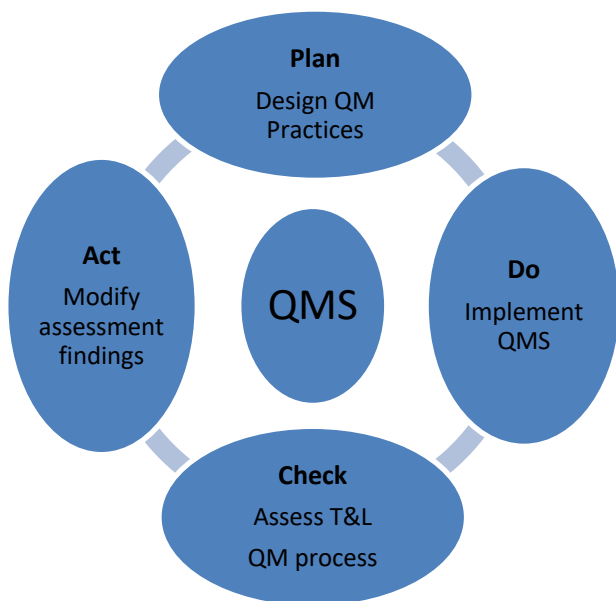 Plan
Design QM
Practices
Act
Modify
assessment
findings
QMS
Do
Implement
QMS
Check
Assess T&L
QM process